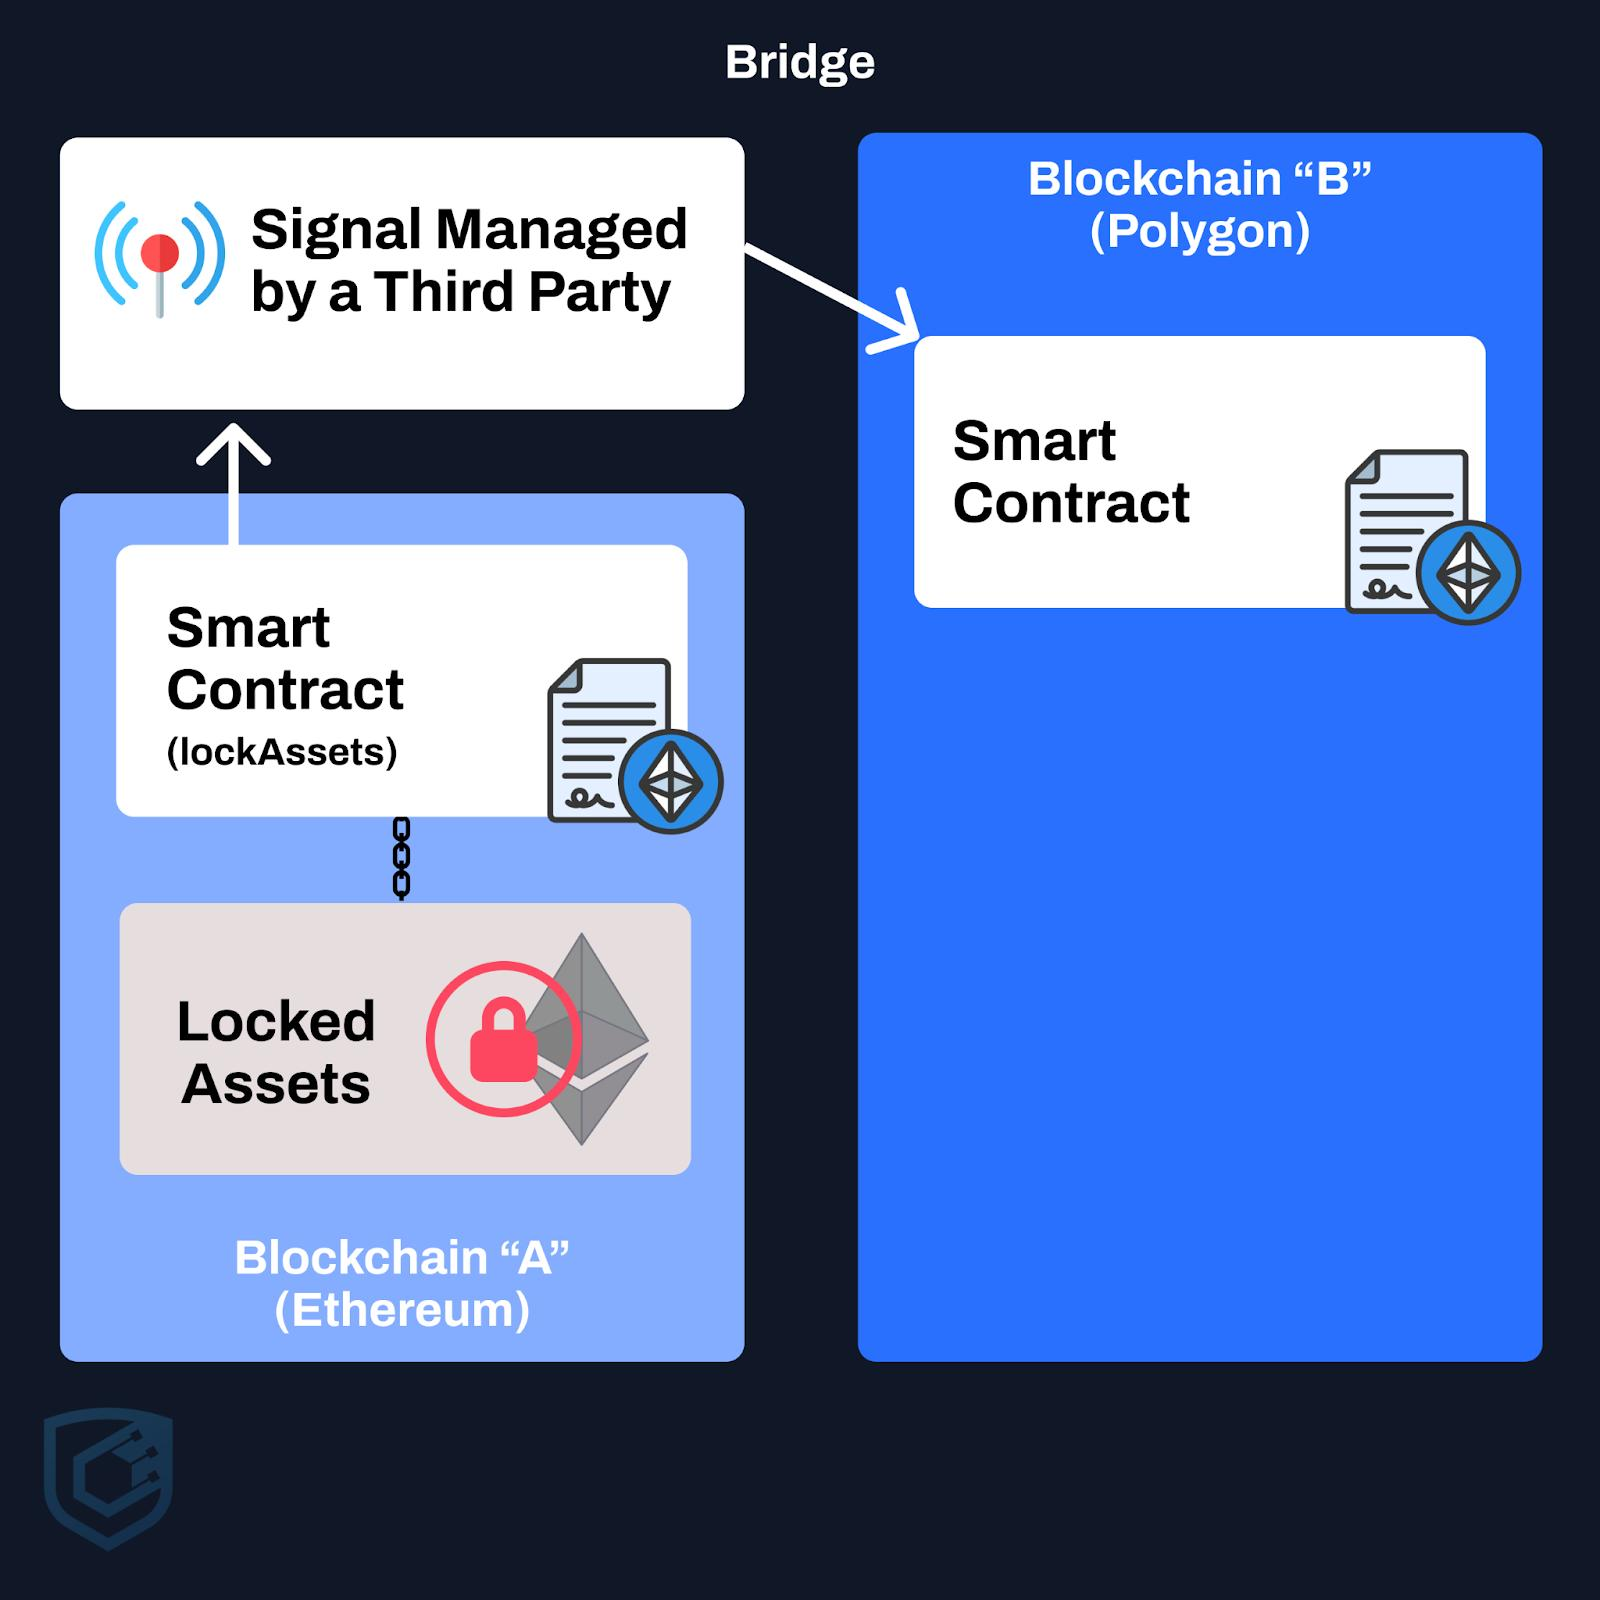 Bridge
Signal Managed
by a Third Party
Blockchain “B”
(Polygon)
Smart
Contract
Smart
Contract
(lockAssets)
Locked
Assets
Blockchain “A”
(Ethereum)